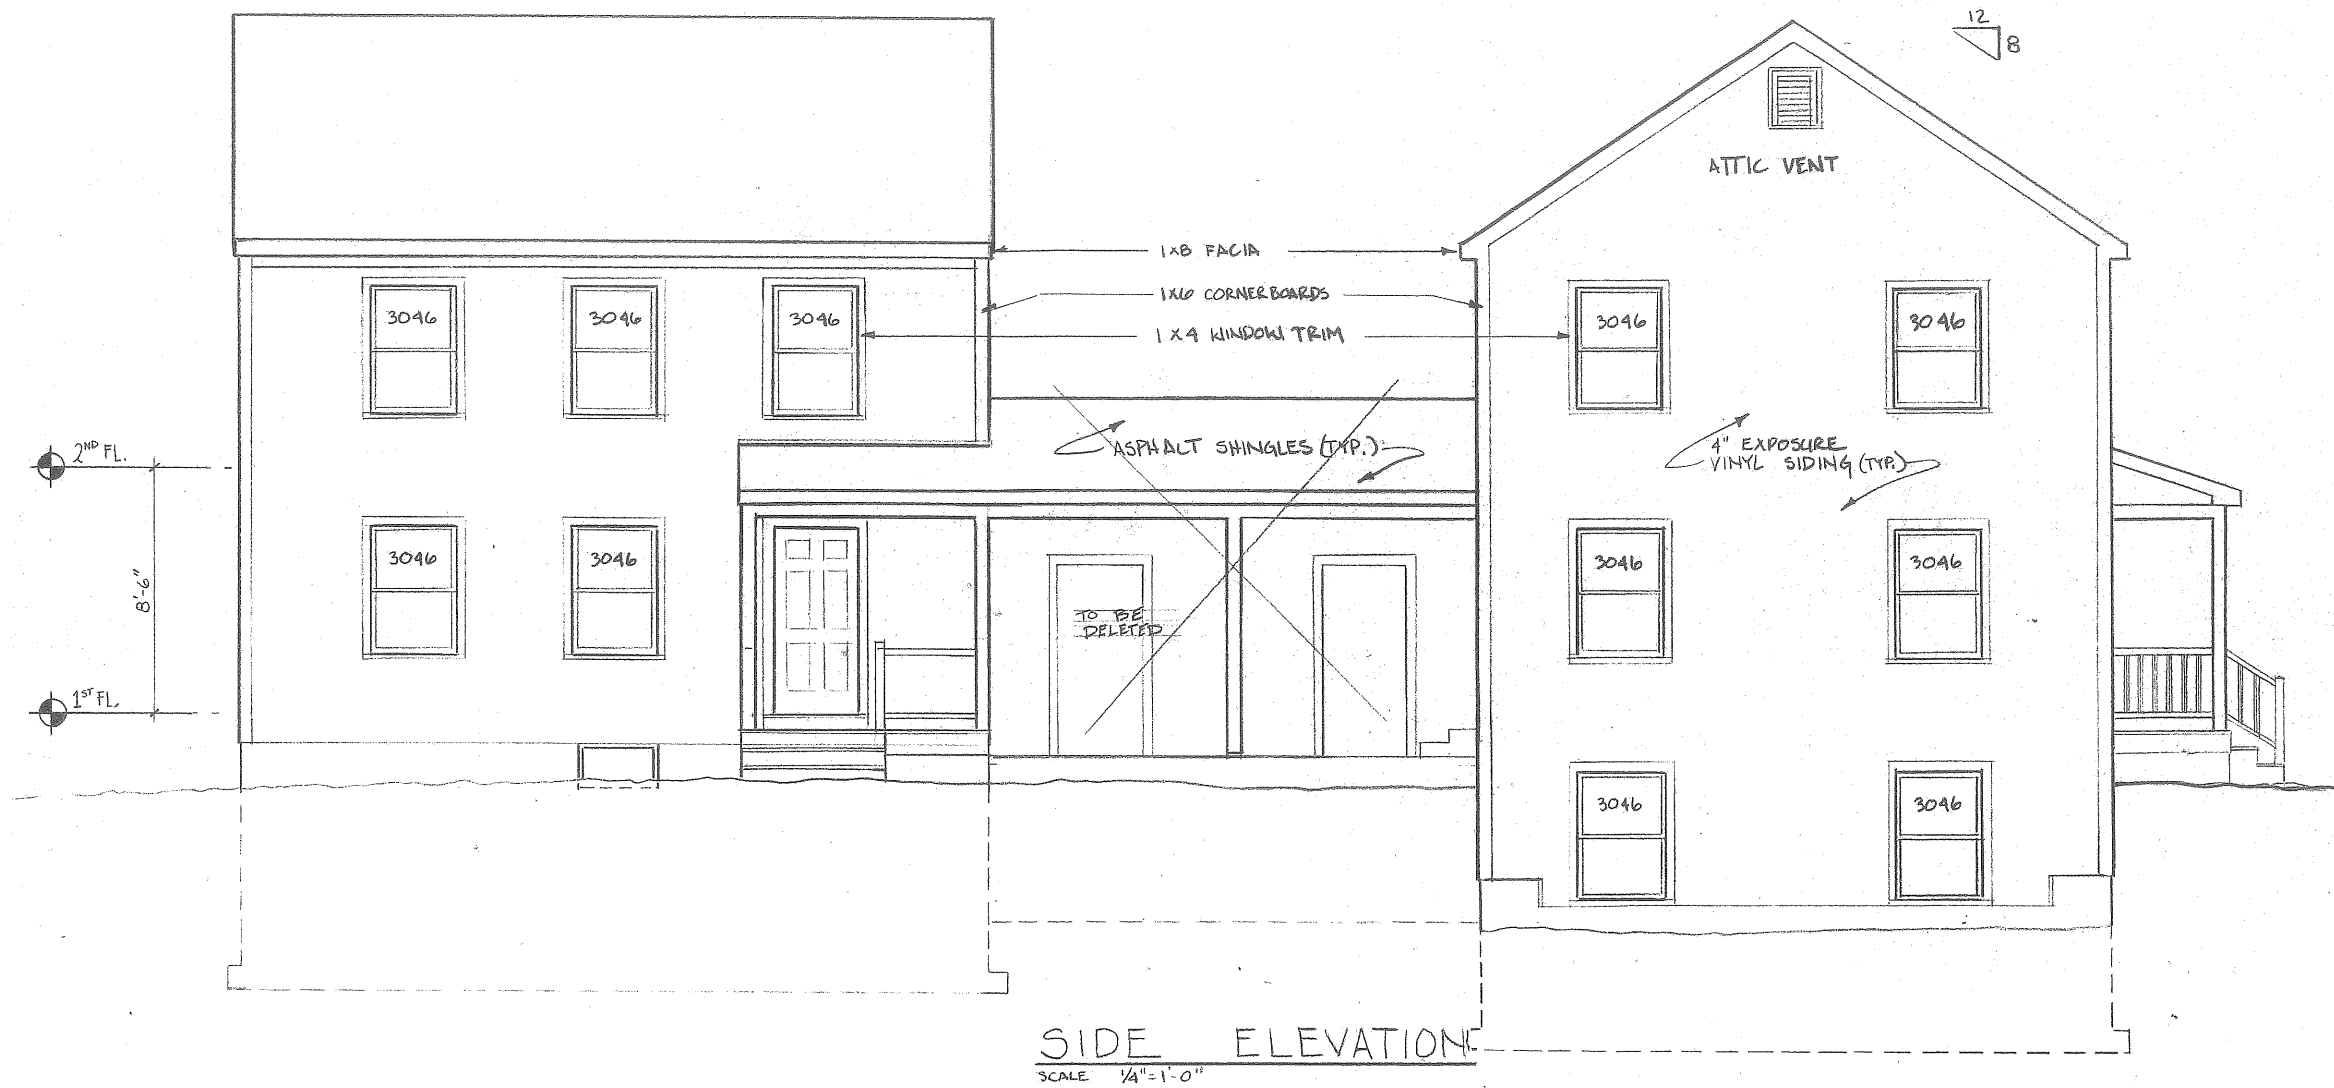 12
8
ATTIC VENT
1x8 FACIA
1x6 CORNERBOARDS
1x4 WINDOW TRIM
3046
3046
3046
3046
3046
2ND FL.
ASPHALT SHINGLES (TYP.)
4" EXPOSURE
VINYL SIDING (TYP.)
3046
3046
3046
3046
8'-6"
TO BE
DELETED
1ST FL.
3046
3046
SIDE ELEVATION
SCALE 1/4"=1'-0"